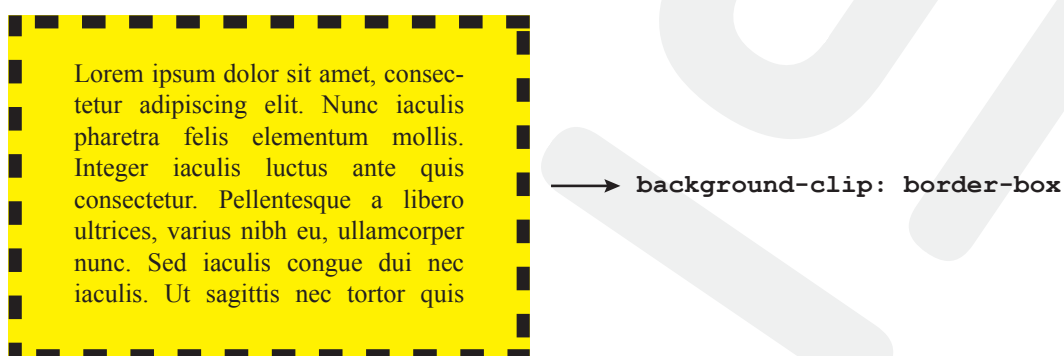 Lorem ipsum dolor sit amet, consec-
tetur adipiscing elit. Nunc iaculis
pharetra felis elementum mollis.
Integer iaculis luctus ante quis
consectetur. Pellentesque a libero
ultrices, varius nibh eu, ullamcorper
nunc. Sed iaculis congue dui nec
iaculis. Ut sagittis nec tortor quis
background-clip: border-box